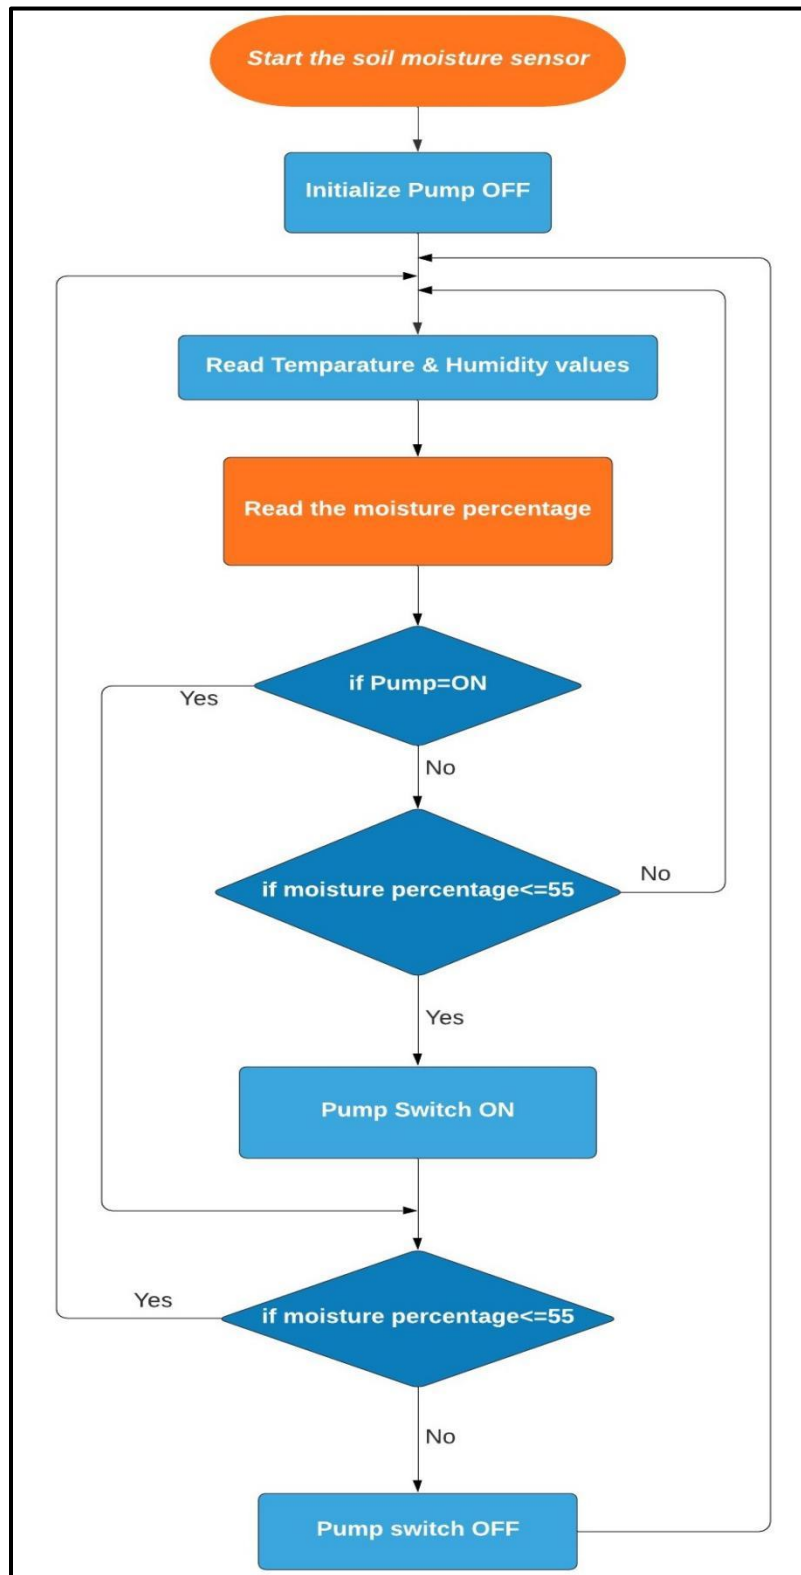 Start the soil moisture sensor
Initialize Pump OFF
Read Temparature & Humidity values
Read the moisture percentage
if Pump=ON
Yes
No
if moisture percentage<=55
No
Yes
Pump Switch ON
Yes
if moisture percentage<=55
No
Pump switch OFF